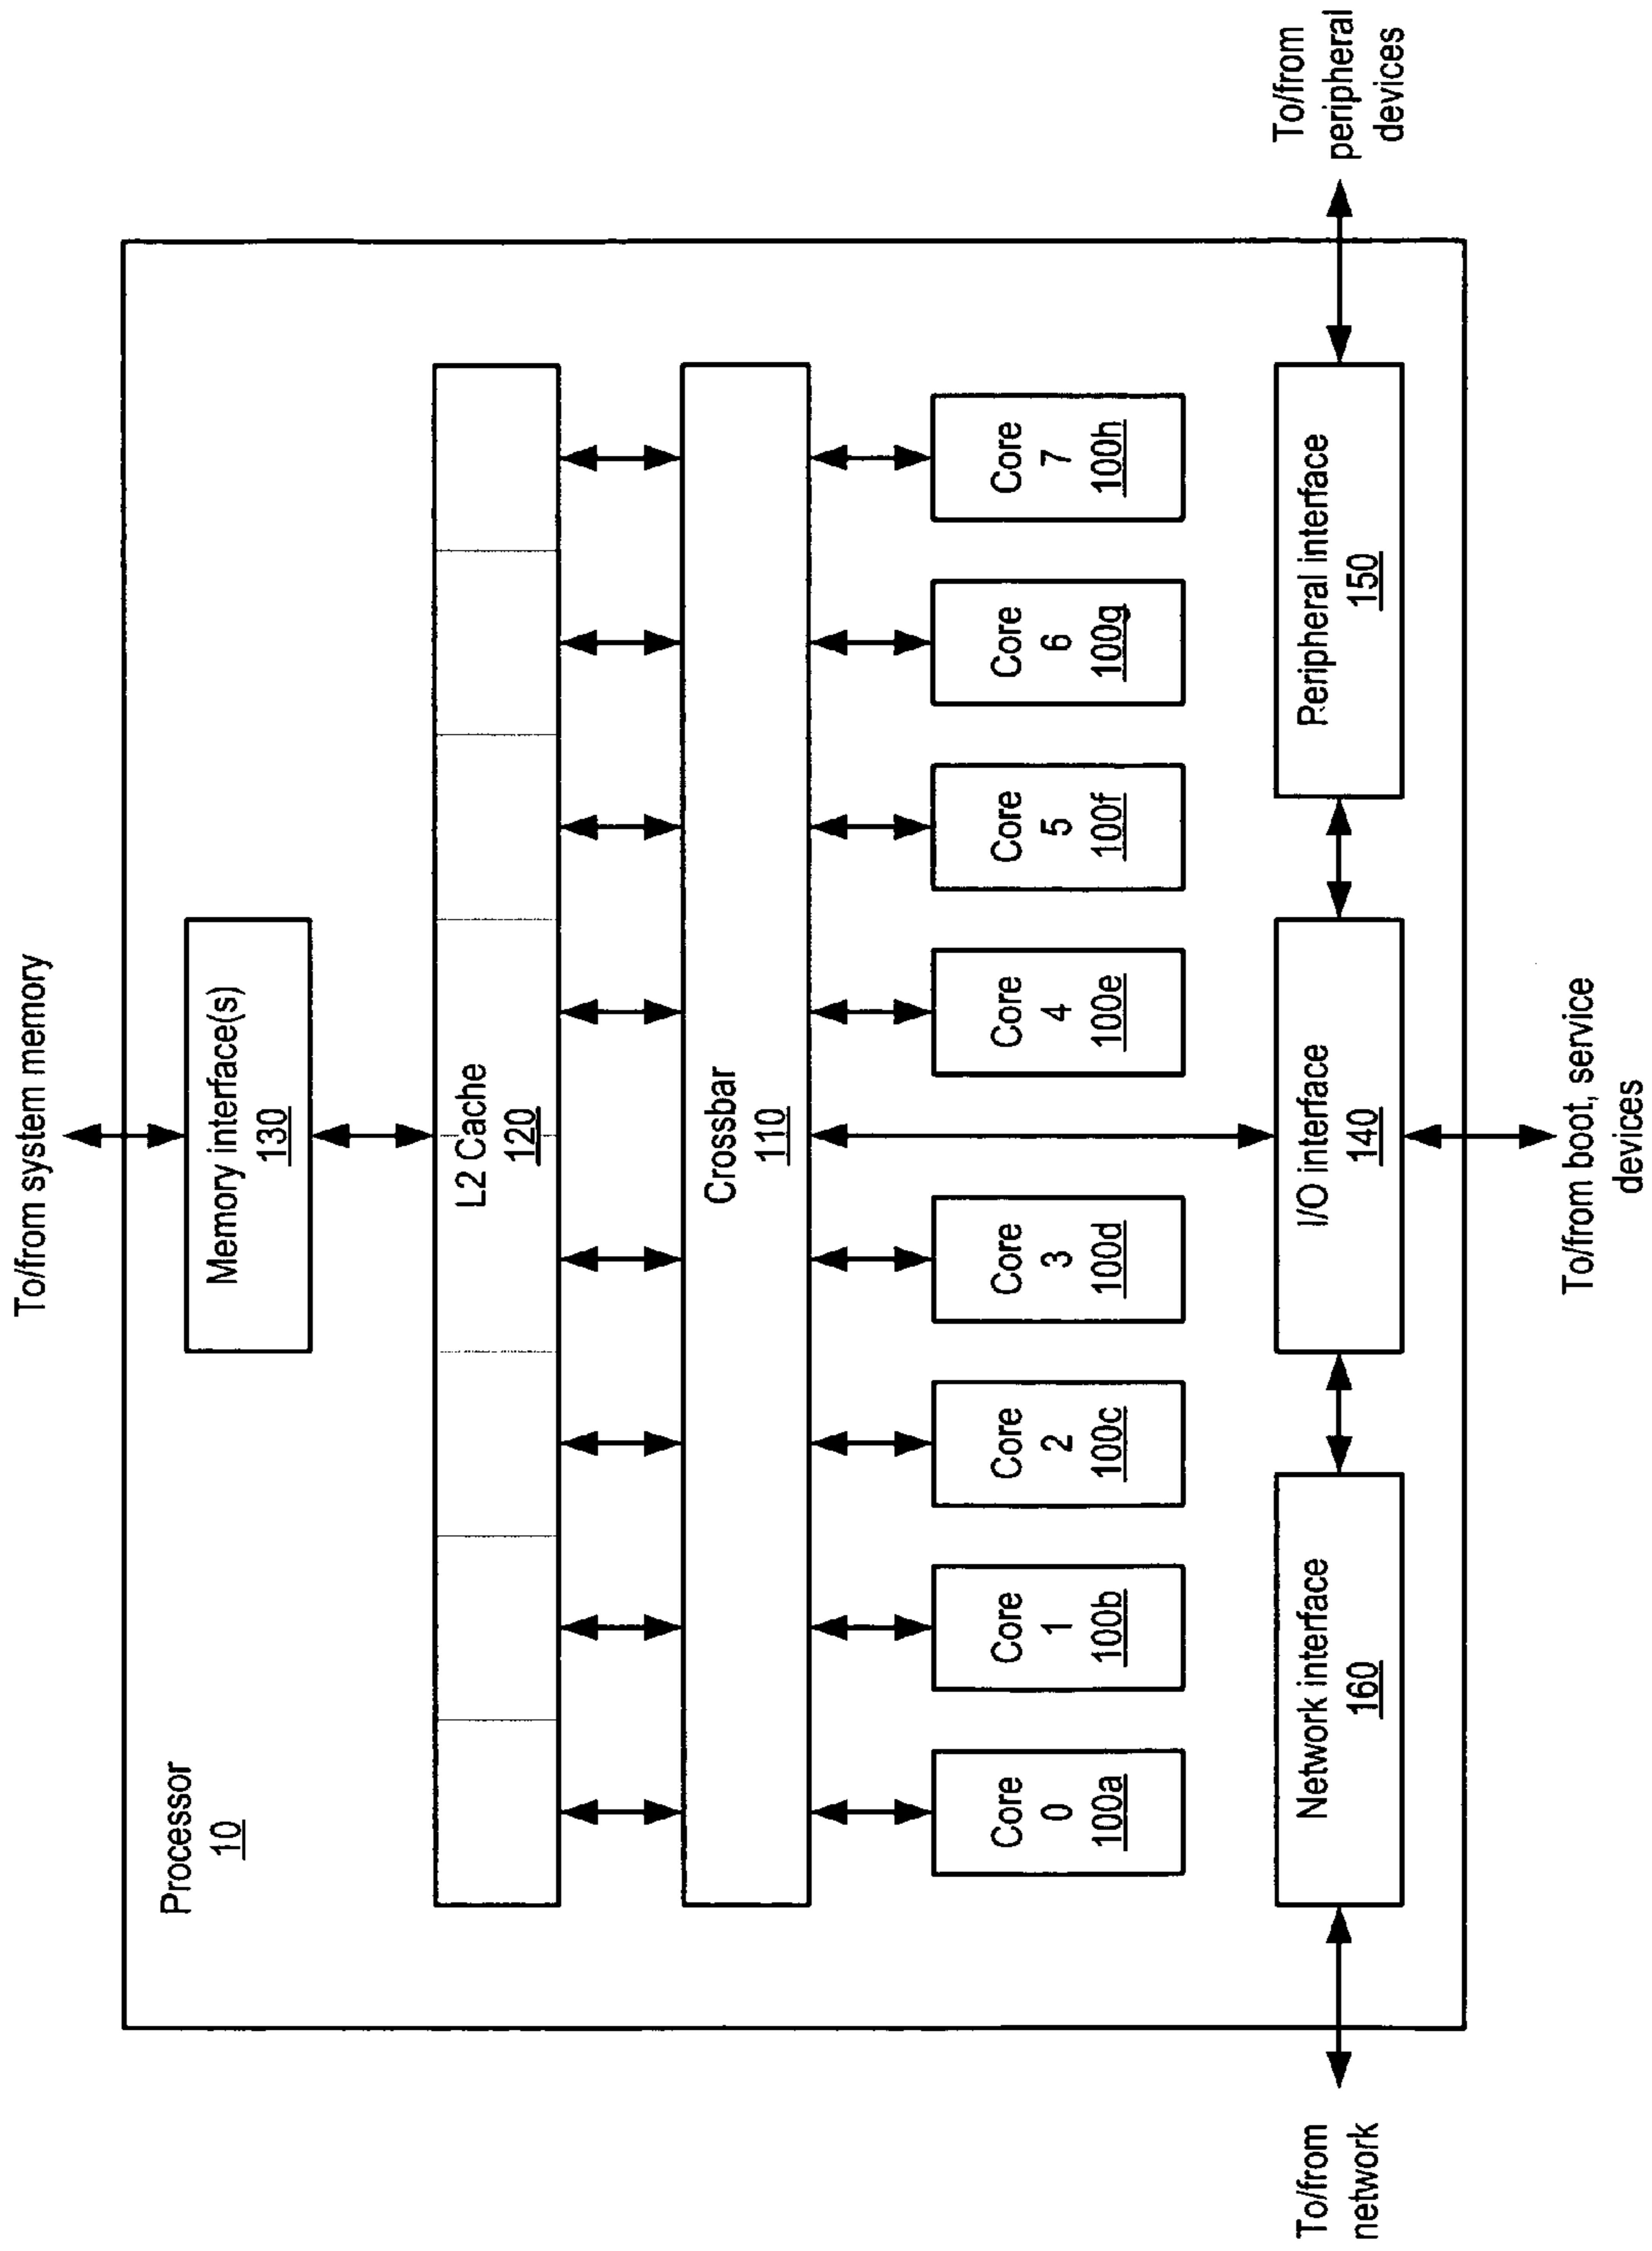 To/from system memory
Processor
10
Memory interface(s)
130
L2 Cache
120
Crossbar
110
Core
0
100a
Core
1
100b
Core
2
100c
Core
3
100d
Core
4
100e
Core
5
100f
Core
6
100g
Core
7
100h
To/from
network
Network interface
160
I/O interface
140
Peripheral interface
150
To/from
peripheral
devices
To/from boot, service
devices